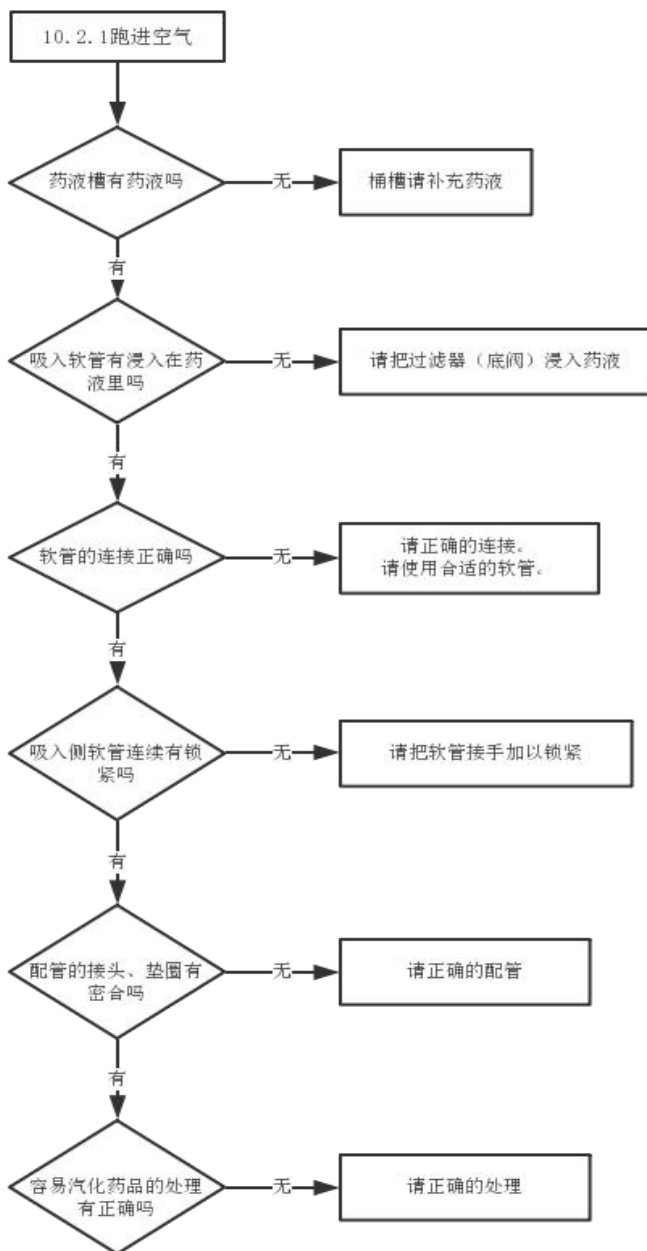 10.2.1跑进空气
药液槽有药液吗
无
桶槽请补充药液
有
吸入软管有浸入在药
液里吗
无
请把过滤器（底阀）浸入药液
有
软管的连接正确吗
无
请正确的连接。
请使用合适的软管。
有
吸入侧软管连续有锁
紧吗
无
请把软管接手加以锁紧
有
配管的接头、垫圈有
密合吗
无
请正确的配管
有
容易汽化药品的处理
有正确吗
无
请正确的处理